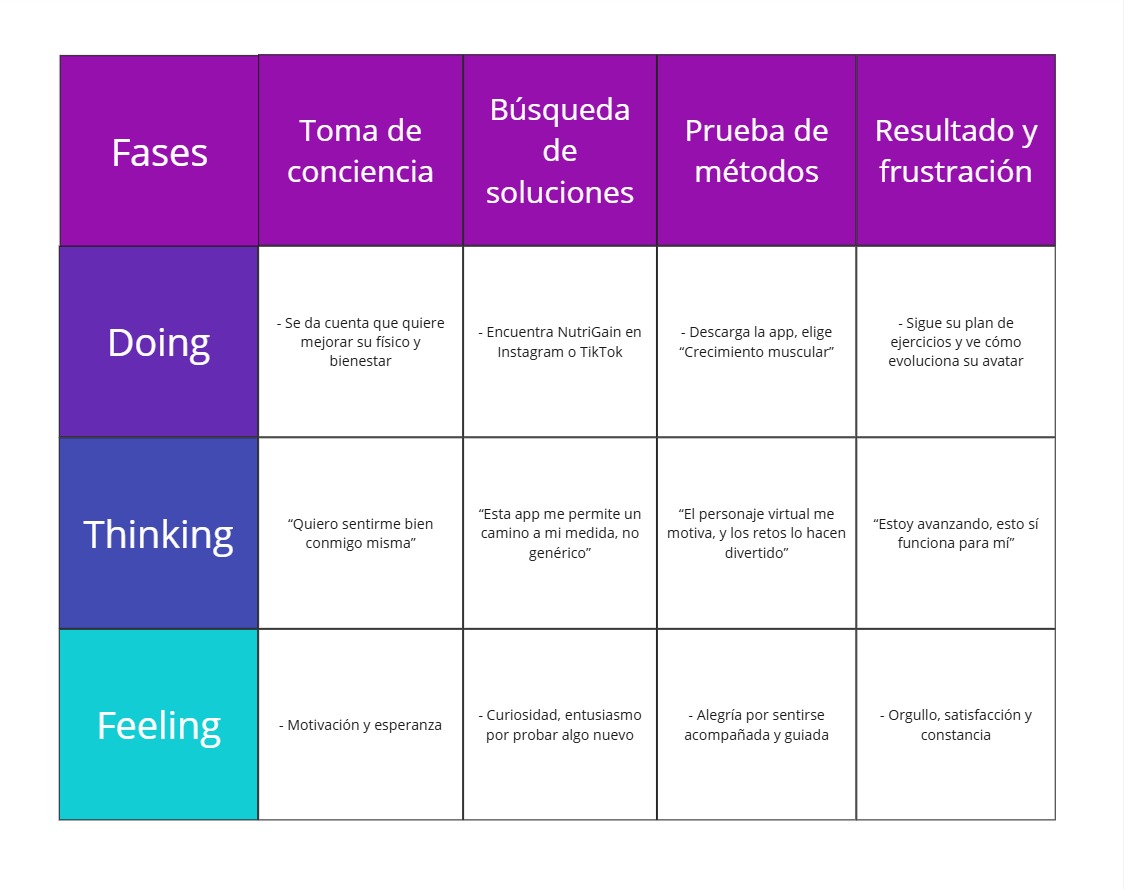 Fases
Toma de
conciencia
Búsqueda
de
soluciones
Prueba de
métodos
Resultado y
frustración
Doing
- Se da cuenta que quiere
mejorar su físico y
bienestar
- Encuentra NutriGain en
Instagram o TikTok
- Descarga la app, elige
“Crecimiento muscular”
- Sigue su plan de
ejercicios y ve cómo
evoluciona su avatar
Thinking
“Quiero sentirme bien
conmigo misma”
“Esta app me permite un
camino a mi medida, no
genérico”
“El personaje virtual me
motiva, y los retos lo hacen
divertido”
“Estoy avanzando, esto sí
funciona para mí”
Feeling
- Motivación y esperanza
- Curiosidad, entusiasmo
por probar algo nuevo
- Alegría por sentirse
acompañada y guiada
- Orgullo, satisfacción y
constancia